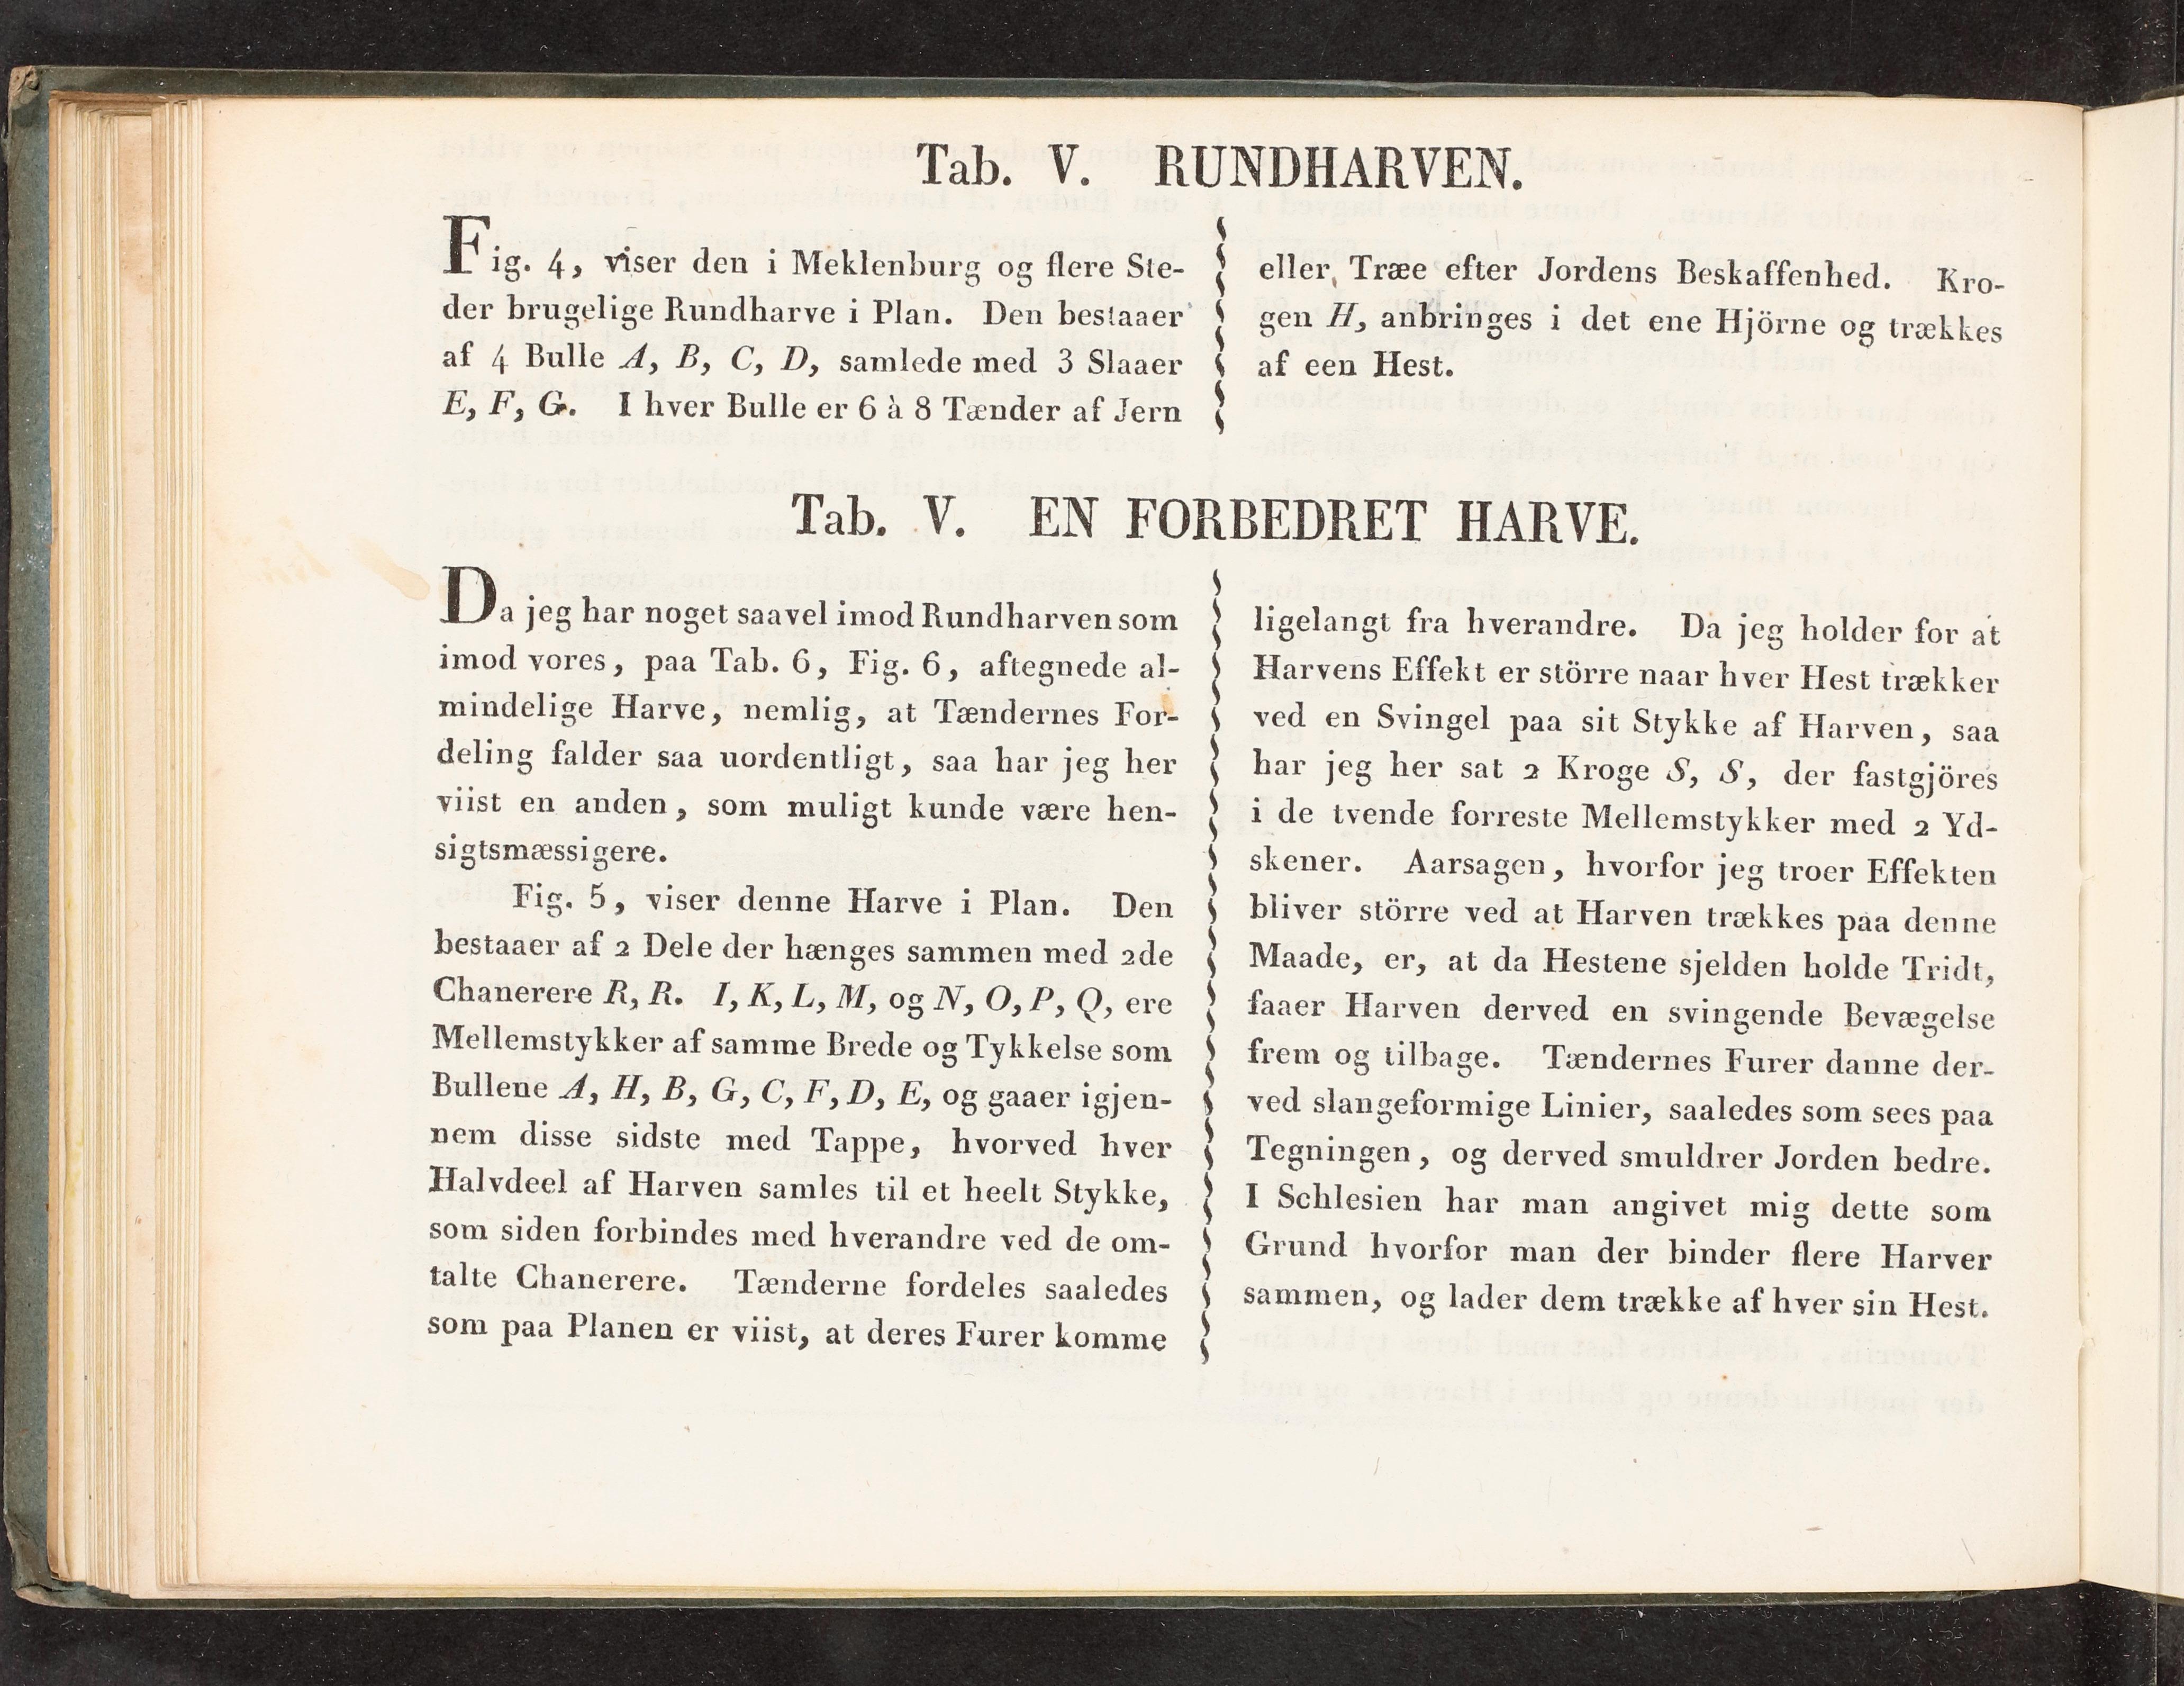 Tab. V. RUNDHARVEN.
Fig. 4, viser den i Meklenburg og flere Ste-
der brugelige Rundharve i Plan. Den bestaaer
af 4 Bulle A, B, C, D, samlede med 3 Slaaer
E, F, G. I hver Bulle er 6 à 8 Tænder af Jern
eller Træe efter Jordens Beskaffenhed. Kro-
gen H, anbringes i det ene Hjörne og trækkes
af een Hest.
Tab. V. EN FORBEDRET HARVE.
Da jeg har noget saavel imod Rundharven som
imod vores, paa Tab. 6, Fig. 6, aftegnede al-
mindelige Harve, nemlig, at Tændernes For-
deling falder saa uordentligt, saa har jeg her
viist en anden, som muligt kunde være hen-
sigtsmæssigere.
Fig. 5, viser denne Harve i Plan. Den
bestaaer af 2 Dele der hænges sammen med 2de
Chanerere R, R. I, K, L, M, og N, O, P, Q, ere
Mellemstykker af samme Brede og Tykkelse som
Bullene A, H, B, G, C, F, D, E, og gaaer igjen-
nem disse sidste med Tappe, hvorved hver
Halvdeel af Harven samles til et heelt Stykke,
som siden forbindes med hverandre ved de om-
talte Chanerere. Tænderne fordeles saaledes
som paa Planen er viist, at deres Furer komme
ligelangt fra hverandre. Da jeg holder for at
Harvens Effekt er större naar hver Hest trækker
ved en Svingel paa sit Stykke af Harven, saa
har jeg her sat 2 Kroge S, S, der fastgjöres
i de tvende forreste Mellemstykker med 2 Yd-
skener. Aarsagen, hvorfor jeg troer Effekten
bliver större ved at Harven trækkes paa denne
Maade, er, at da Hestene sjelden holde Tridt,
faaer Harven derved en svingende Bevægelse
frem og tilbage. Tændernes Furer danne der-
ved slangeformige Linier, saaledes som sees paa
Tegningen, og derved smuldrer Jorden bedre.
I Schlesien har man angivet mig dette som
Grund hvorfor man der binder flere Harver
sammen, og lader dem trække af hver sin Hest.